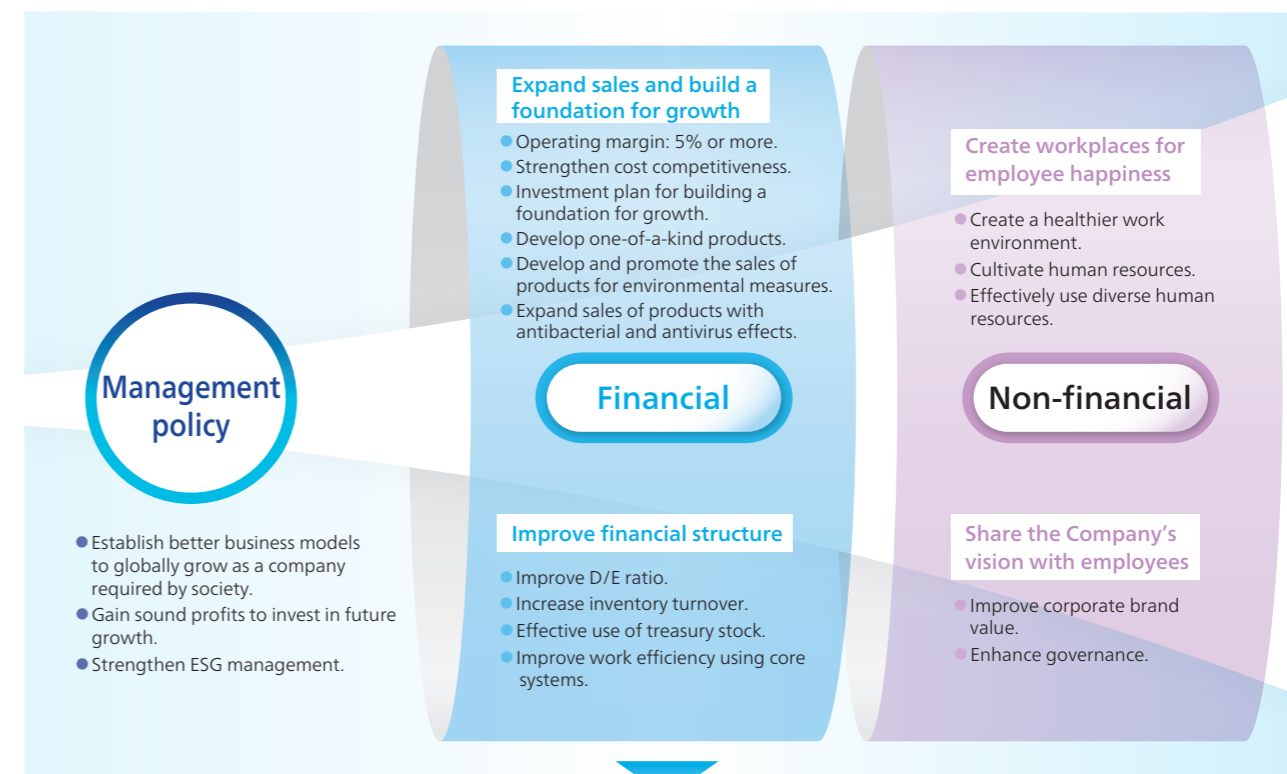 Management
policy
● Establish better business models
to globally grow as a company
required by society.
● Gain sound profits to invest in future
growth.
● Strengthen ESG management.
Expand sales and build a
foundation for growth
● Operating margin: 5% or more.
● Strengthen cost competitiveness.
● Investment plan for building a
foundation for growth.
● Develop one-of-a-kind products.
● Develop and promote the sales of
products for environmental measures.
● Expand sales of products with
antibacterial and antivirus effects.
Financial
Improve financial structure
● Improve D/E ratio.
● Increase inventory turnover.
● Effective use of treasury stock.
● Improve work efficiency using core
systems.
Create workplaces for
employee happiness
● Create a healthier work
environment.
● Cultivate human resources.
● Effectively use diverse human
resources.
Non-financial
Share the Company's
vision with employees
● Improve corporate brand
value.
● Enhance governance.